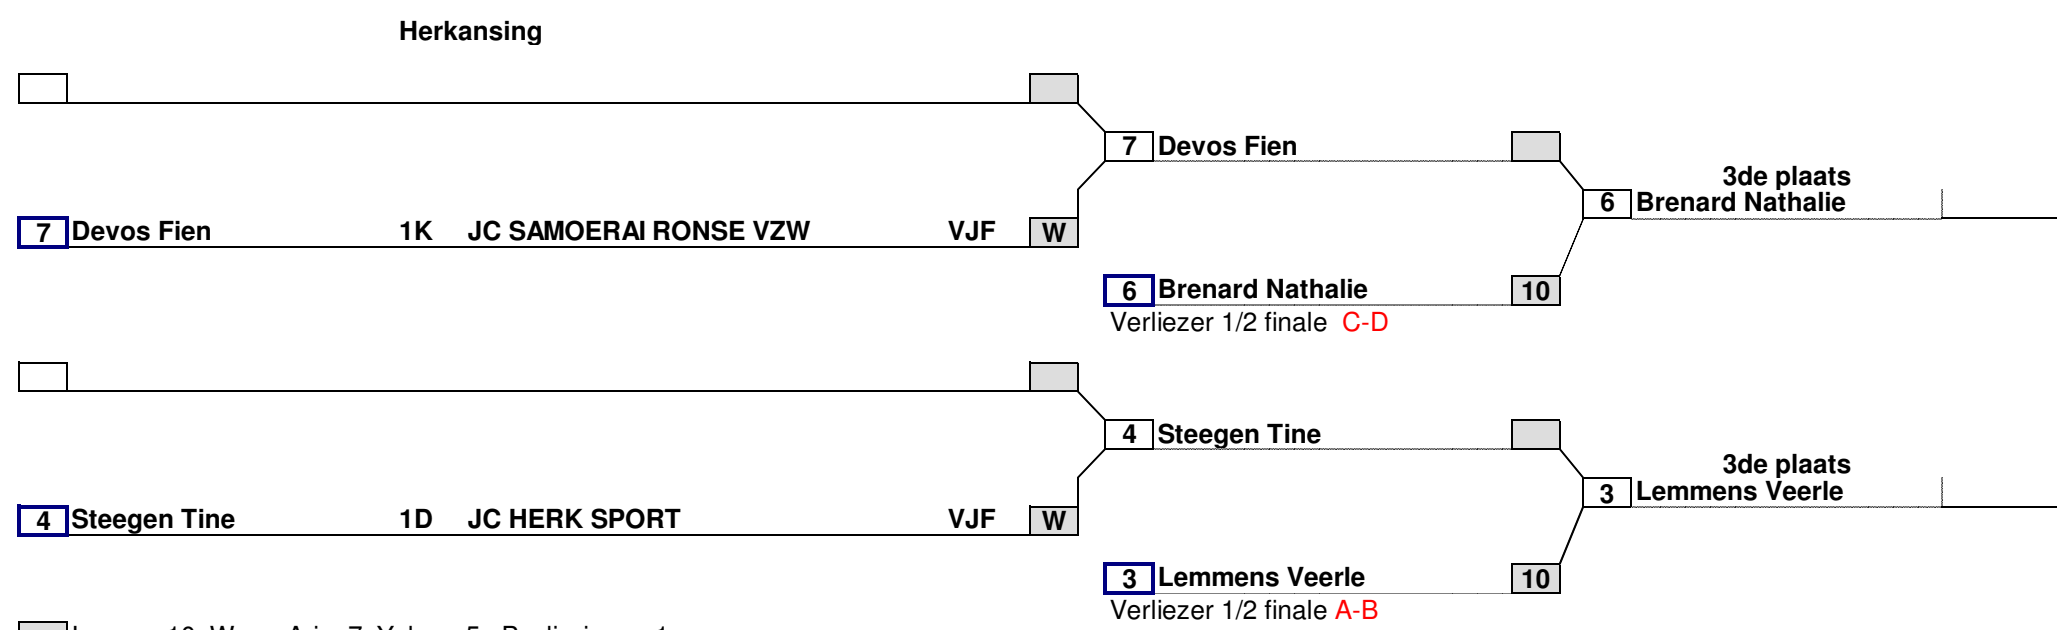 Herkansing
7 Devos Fien
3de plaats
6 Brenard Nathalie
7 Devos Fien 1K JC SAMOERAI RONSE VZW VJF W
6 Brenard Nathalie 10
Verliezer 1/2 finale C-D
4 Steegen Tine
3de plaats
3 Lemmens Veerle
4 Steegen Tine 1D JC HERK SPORT VJF W
3 Lemmens Veerle 10
Verliezer 1/2 finale A-B